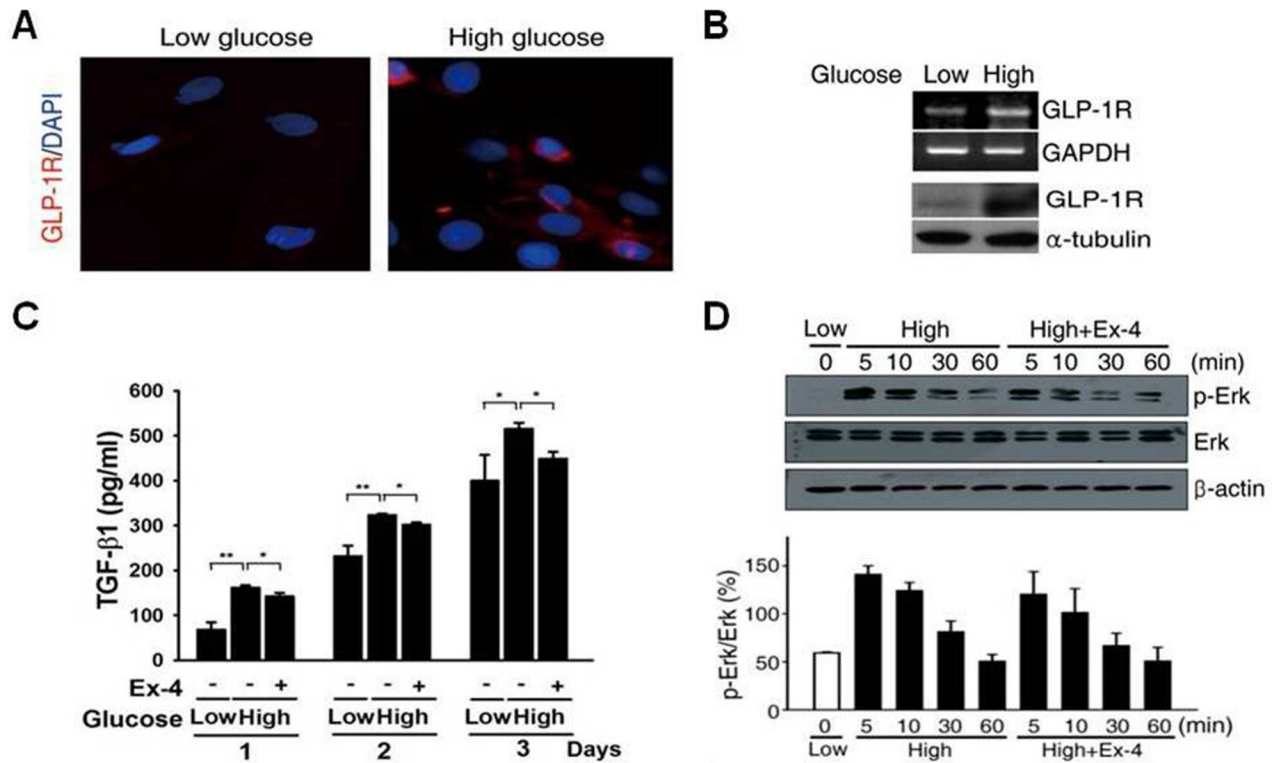 A
Low glucose High glucose
GLP-1R/DAPI
B
Glucose Low High
GLP-1R
GAPDH
GLP-1R
α-tubulin
C
TGF-β1 (pg/ml)
600
500
400
300
200
100
0
** *
** *
* *
Ex-4 - - + - - + - - +
Glucose Low High Low High Low High
1 2 3 Days
D
Low High High+Ex-4
0 5 10 30 60 5 10 30 60 (min)
p-Erk
Erk
β-actin
p-Erk/Erk (%)
150
100
50
0
0 5 10 30 60 5 10 30 60 (min)
Low High High+Ex-4